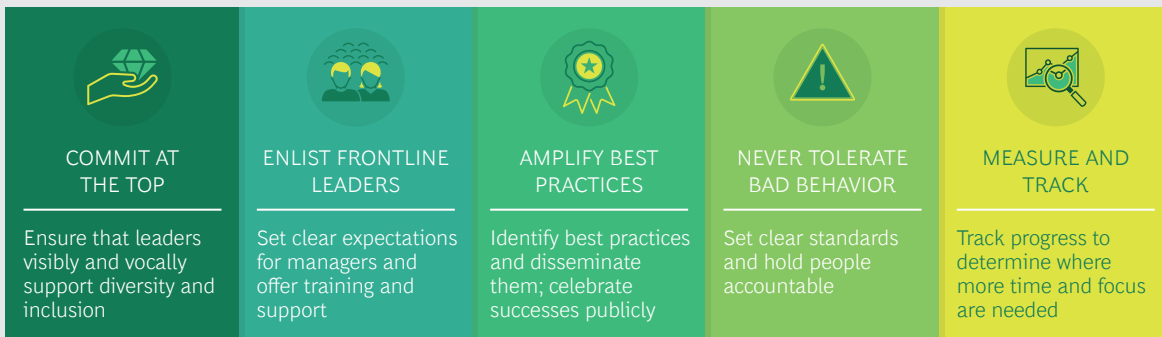 COMMIT AT
THE TOP
Ensure that leaders
visibly and vocally
support diversity and
inclusion
ENLIST FRONTLINE
LEADERS
Set clear expectations
for managers and
offer training and
support
AMPLIFY BEST
PRACTICES
Identify best practices
and disseminate
them; celebrate
successes publicly
NEVER TOLERATE
BAD BEHAVIOR
Set clear standards
and hold people
accountable
MEASURE AND
TRACK
Track progress to
determine where
more time and focus
are needed